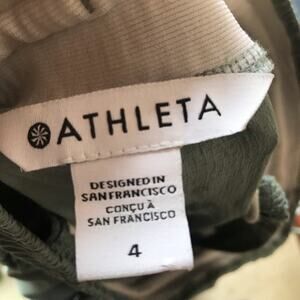 ATHLETA
DESIGNED IN
SAN FRANCISCO
CONÇU À
SAN FRANCISCO
4